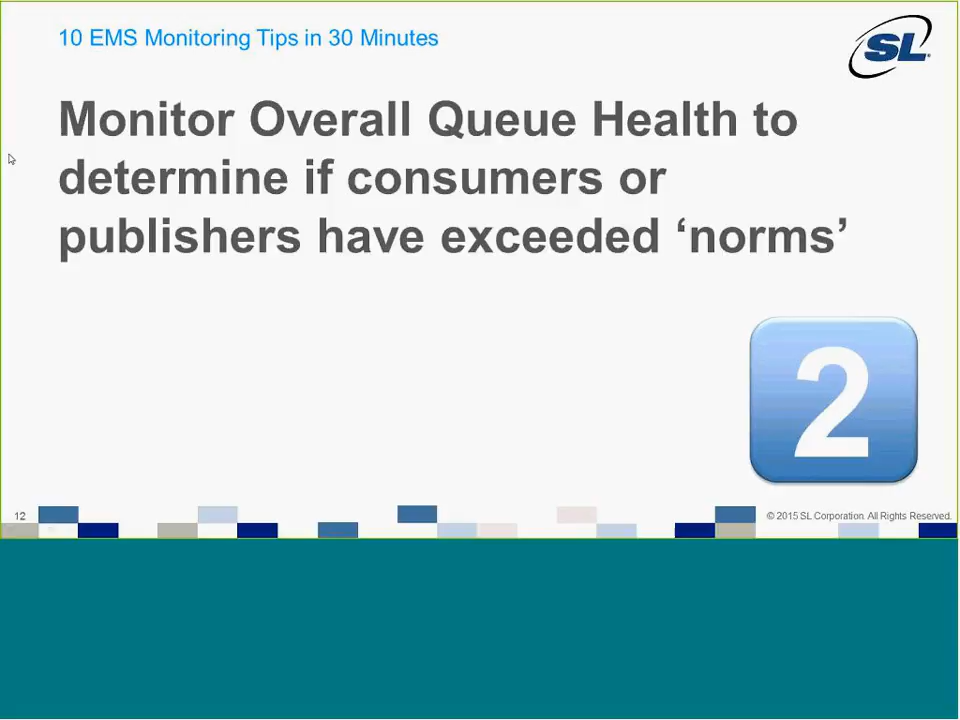 10 EMS Monitoring Tips in 30 Minutes
SL
Monitor Overall Queue Health to
determine if consumers or
publishers have exceeded ‘norms’
2
12
© 2015 SL Corporation. All Rights Reserved.